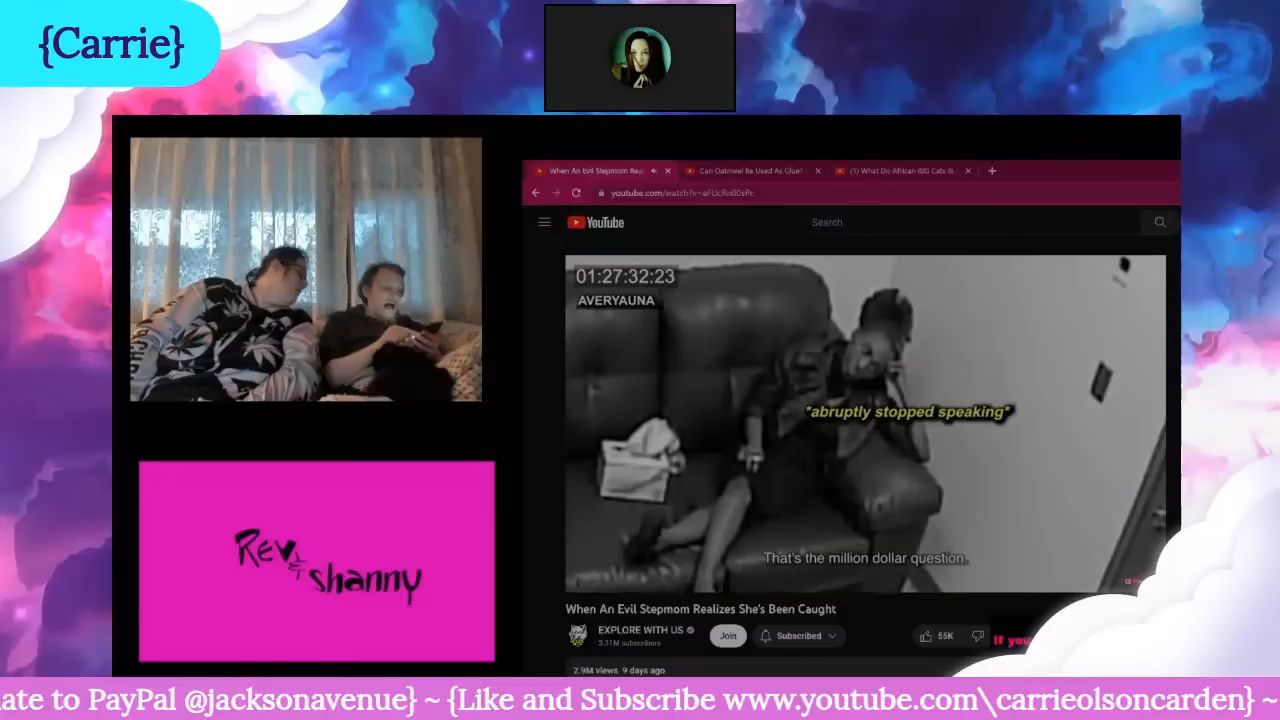 {Carrie}
When An Evil Stepmom Rea
Can Oatmeal Be Used As Glue?
(1) What Do African BIG Cats &
YouTube
Search
01:27:32:23
AVERYAUNA
*abruptly stopped speaking*
That's the million dollar question.
Rev & shanny
When An Evil Stepmom Realizes She's Been Caught
EXPLORE WITH US
subscribers
Join
Subscribed
55K
If you
2.9M views 9 days ago
ate to PayPal @jacksonavenue} ~ {Like and Subscribe www.youtube.com\carrieolsoncarden} ~